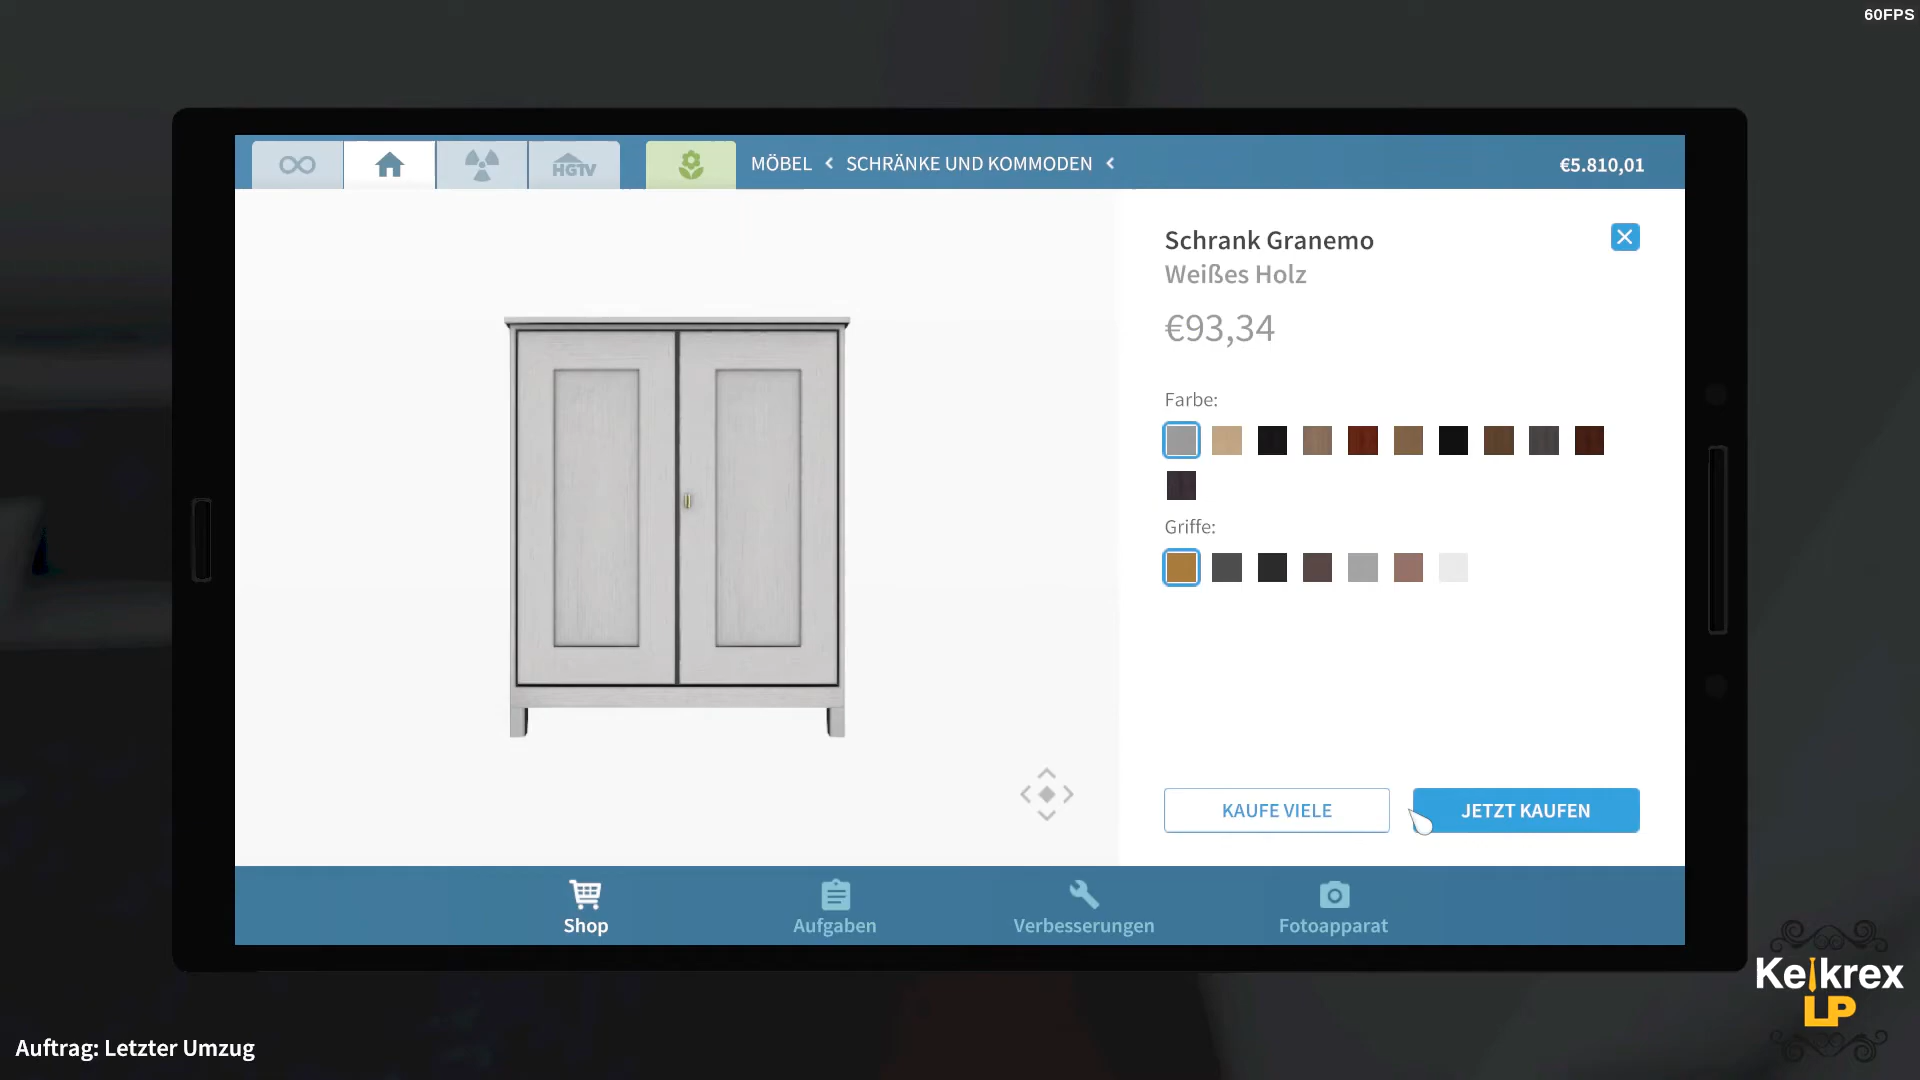 60FPS
HGTV
MÖBEL < SCHRÄNKE UND KOMMODEN <
€5.810,01
Schrank Granemo
Weißes Holz
€93,34
Farbe:
Griffe:
KAUFE VIELE
JETZT KAUFEN
Shop
Aufgaben
Verbesserungen
Fotoapparat
Keikrex
LP
Auftrag: Letzter Umzug